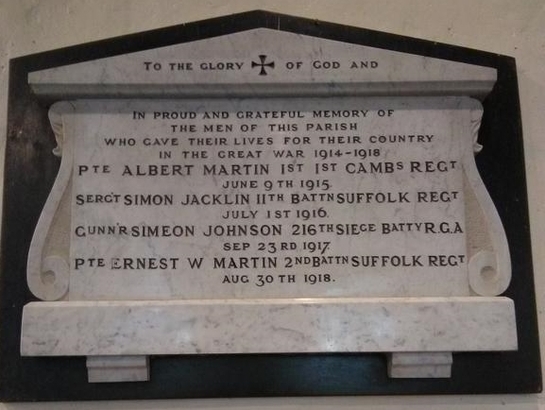 TO THE GLORY ✠ OF GOD AND
IN PROUD AND GRATEFUL MEMORY OF
THE MEN OF THIS PARISH
WHO GAVE THEIR LIVES FOR THEIR COUNTRY
IN THE GREAT WAR 1914-1918
PTE ALBERT MARTIN 1ST 1ST CAMBS REGT
JUNE 9TH 1915.
SERGT SIMON JACKLIN 11TH BATTN SUFFOLK REGT
JULY 1ST 1916.
GUNN'R SIMEON JOHNSON 216TH SIEGE BATTY R.G.A
SEP 23RD 1917.
PTE ERNEST W MARTIN 2ND BATTN SUFFOLK REGT
AUG 30TH 1918.